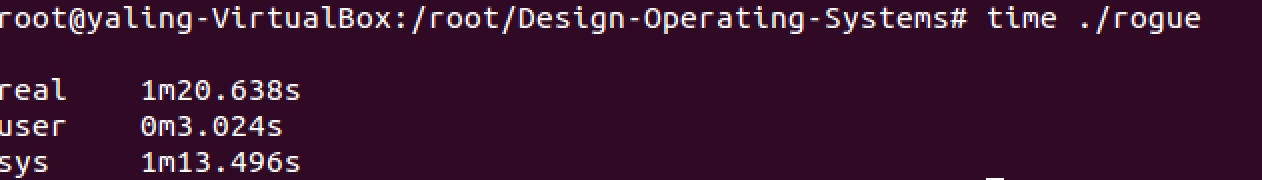 root@yaling-VirtualBox:/root/Design-Operating-Systems# time ./rogue
real 1m20.638s
user 0m3.024s
sys 1m13.496s